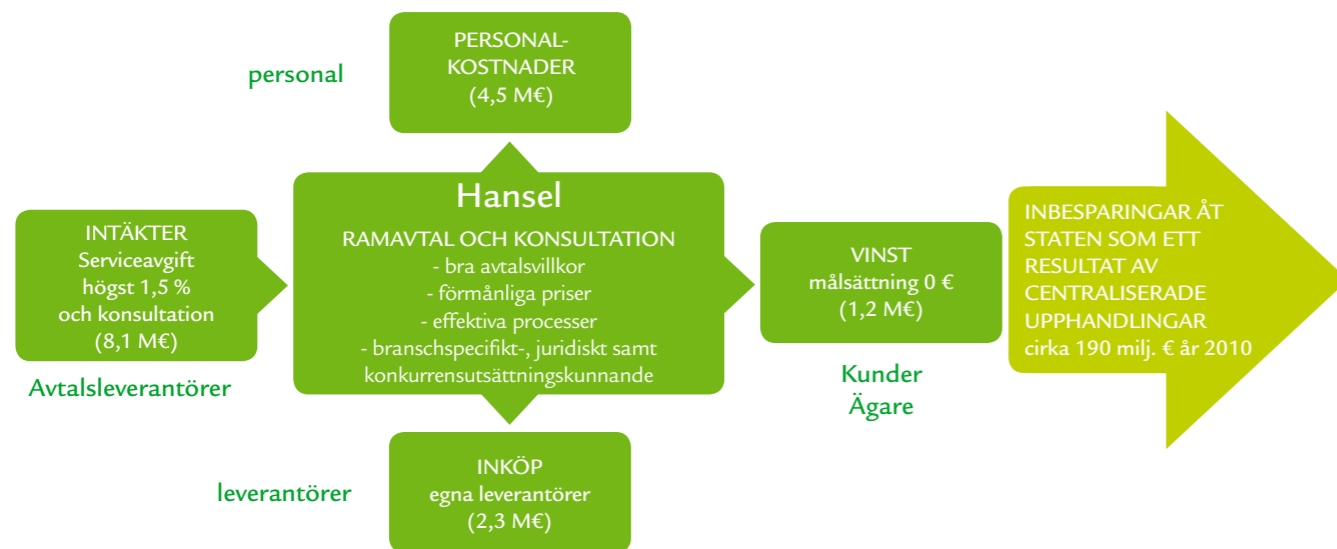 personal
PERSONAL-
KOSTNADER
(4,5 M€)
INTÄKTER
Serviceavgift
högst 1,5 %
och konsultation
(8,1 M€)
Avtalsleverantörer
Hansel
RAMAVTAL OCH KONSULTATION
- bra avtalsvillkor
- förmånliga priser
- effektiva processer
- branschspecifikt-, juridiskt samt
konkurrensutsättningskunnande
VINST
målsättning 0 €
(1,2 M€)
Kunder
Ägare
INBESPARINGAR ÅT
STATEN SOM ETT
RESULTAT AV
CENTRALISERADE
UPPHANDLINGAR
cirka 190 milj. € år 2010
leverantörer
INKÖP
egna leverantörer
(2,3 M€)